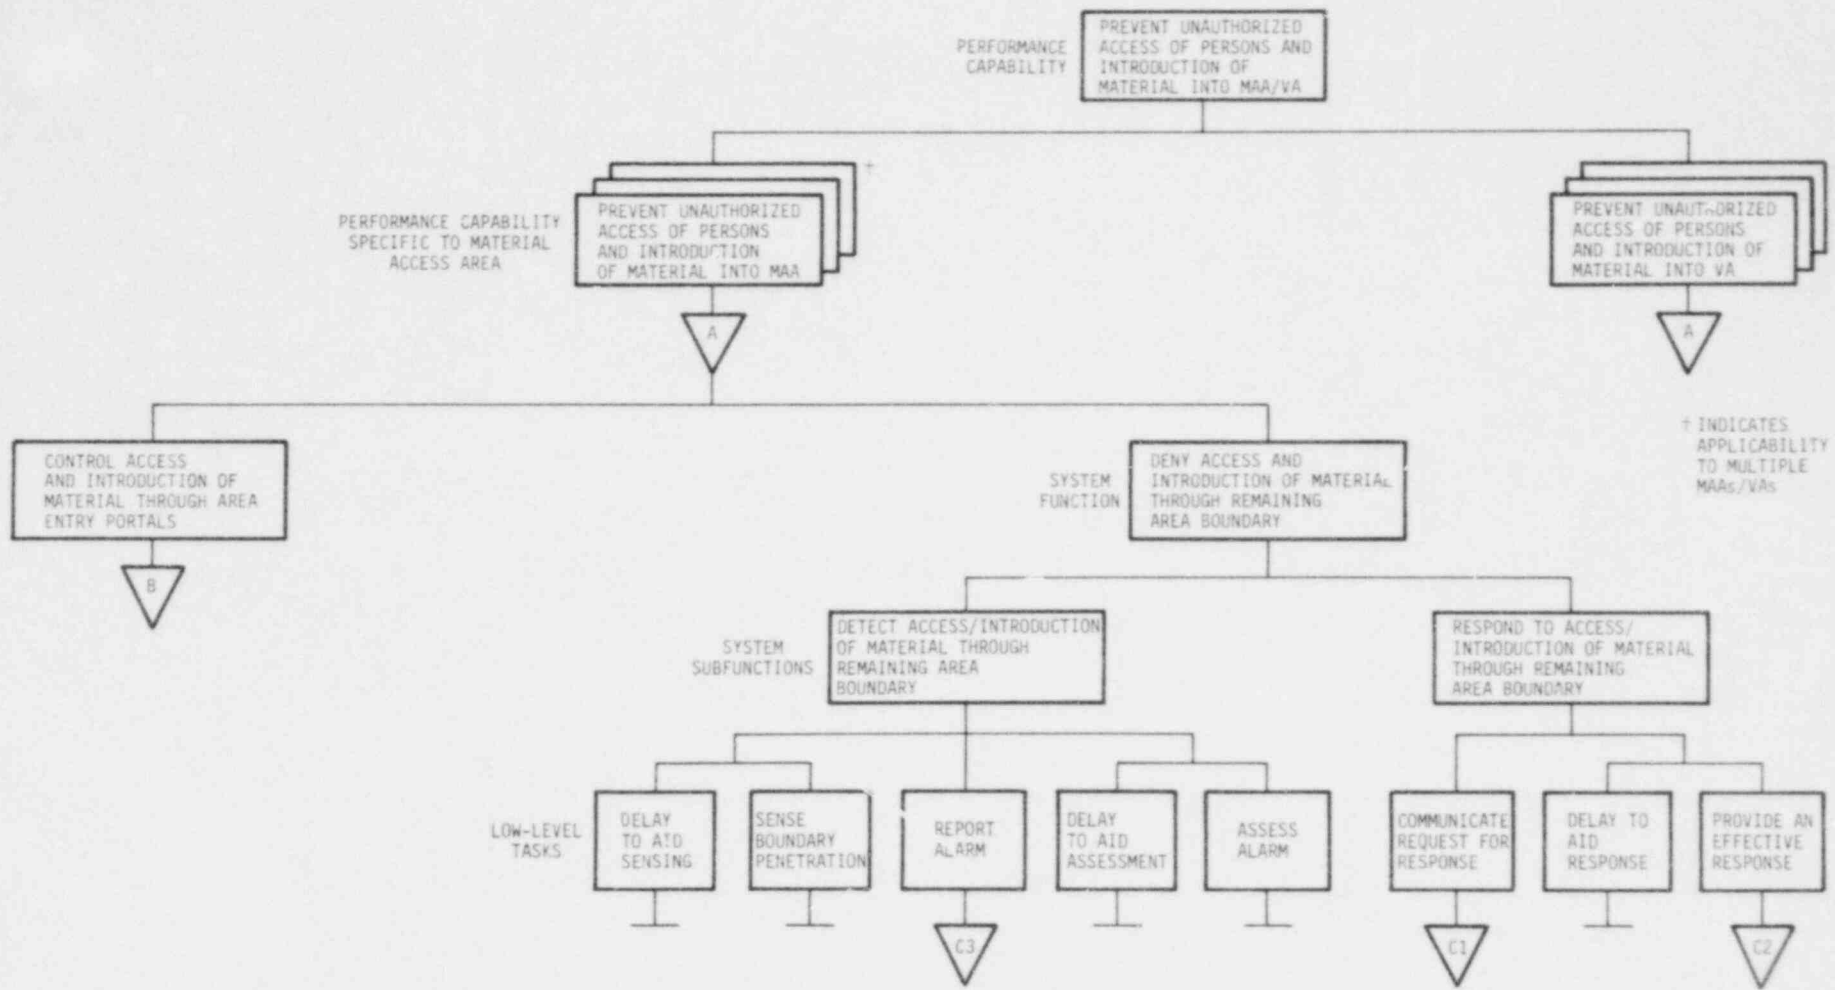 PERFORMANCE
CAPABILITY
PREVENT UNAUTHORIZED
ACCESS OF PERSONS AND
INTRODUCTION OF
MATERIAL INTO MAA/VA
†
PERFORMANCE CAPABILITY
SPECIFIC TO MATERIAL
ACCESS AREA
PREVENT UNAUTHORIZED
ACCESS OF PERSONS
AND INTRODUCTION
OF MATERIAL INTO MAA
PREVENT UNAUTHORIZED
ACCESS OF PERSONS
AND INTRODUCTION OF
MATERIAL INTO VA
A
A
† INDICATES
APPLICABILITY
TO MULTIPLE
MAAs/VAs
CONTROL ACCESS
AND INTRODUCTION OF
MATERIAL THROUGH AREA
ENTRY PORTALS
SYSTEM
FUNCTION
DENY ACCESS AND
INTRODUCTION OF MATERIAL
THROUGH REMAINING
AREA BOUNDARY
B
SYSTEM
SUBFUNCTIONS
DETECT ACCESS/INTRODUCTION
OF MATERIAL THROUGH
REMAINING AREA
BOUNDARY
RESPOND TO ACCESS/
INTRODUCTION OF MATERIAL
THROUGH REMAINING
AREA BOUNDARY
LOW-LEVEL
TASKS
DELAY
TO AID
SENSING
SENSE
BOUNDARY
PENETRATION
REPORT
ALARM
DELAY
TO AID
ASSESSMENT
ASSESS
ALARM
COMMUNICATE
REQUEST FOR
RESPONSE
DELAY TO
AID
RESPONSE
PROVIDE AN
EFFECTIVE
RESPONSE
C3
C1
C2